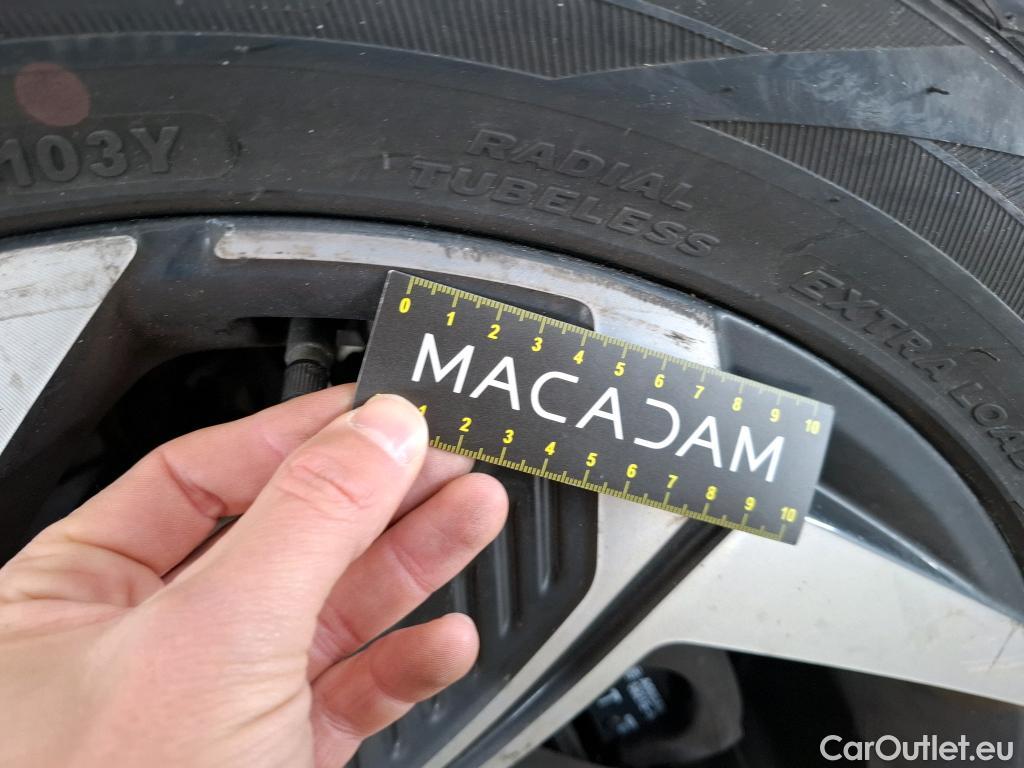 103Y
RADIAL
TUBELESS
EXTRA LOAD
0 1 2 3 4 5 6 7 8 9 10
MACADAM
1 2 3 4 5 6 7 8 9 10
CarOutlet.eu